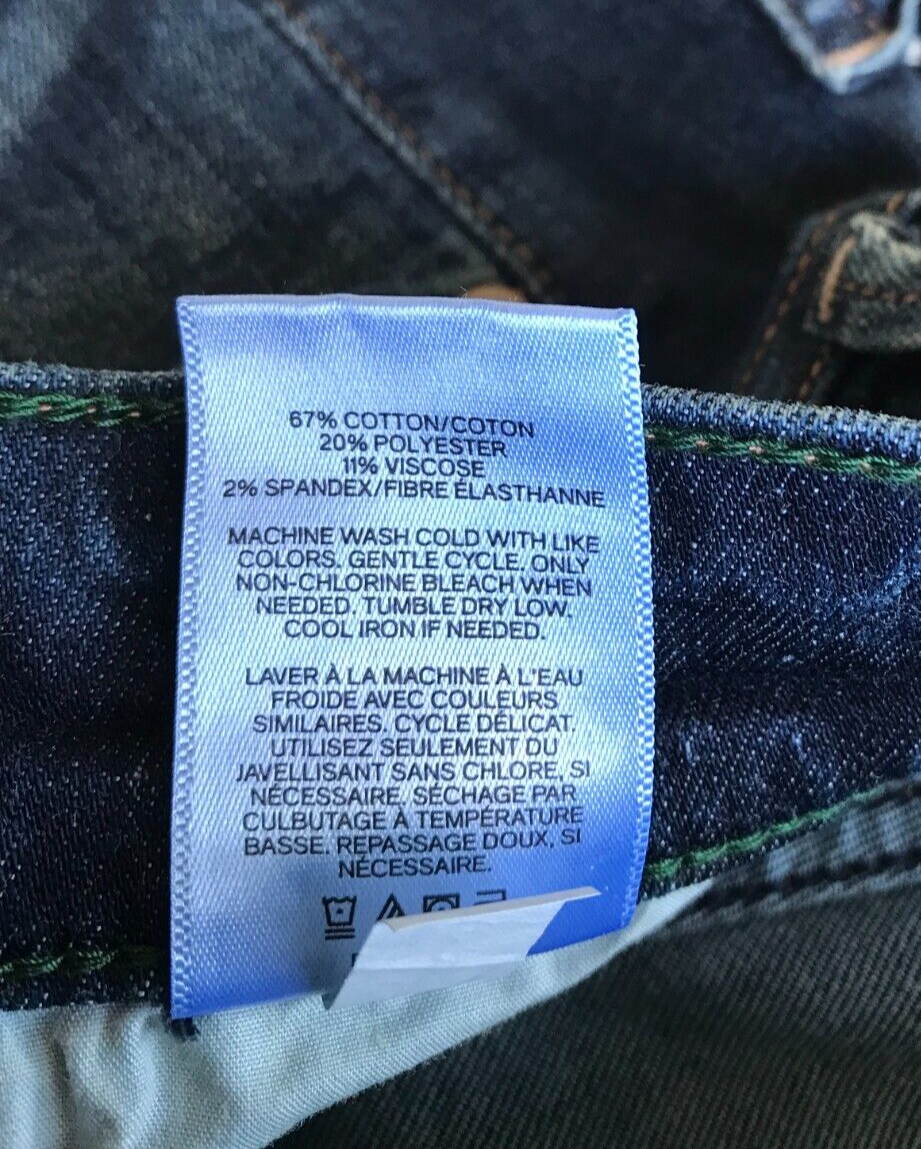 67% COTTON/COTON
20% POLYESTER
11% VISCOSE
2% SPANDEX/FIBRE ÉLASTHANNE
MACHINE WASH COLD WITH LIKE
COLORS. GENTLE CYCLE. ONLY
NON-CHLORINE BLEACH WHEN
NEEDED. TUMBLE DRY LOW.
COOL IRON IF NEEDED.
LAVER À LA MACHINE À L'EAU
FROIDE AVEC COULEURS
SIMILAIRES. CYCLE DÉLICAT.
UTILISEZ SEULEMENT DU
JAVELLISANT SANS CHLORE, SI
NÉCESSAIRE. SÉCHAGE PAR
CULBUTAGE À TEMPÉRATURE
BASSE. REPASSAGE DOUX, SI
NÉCESSAIRE.